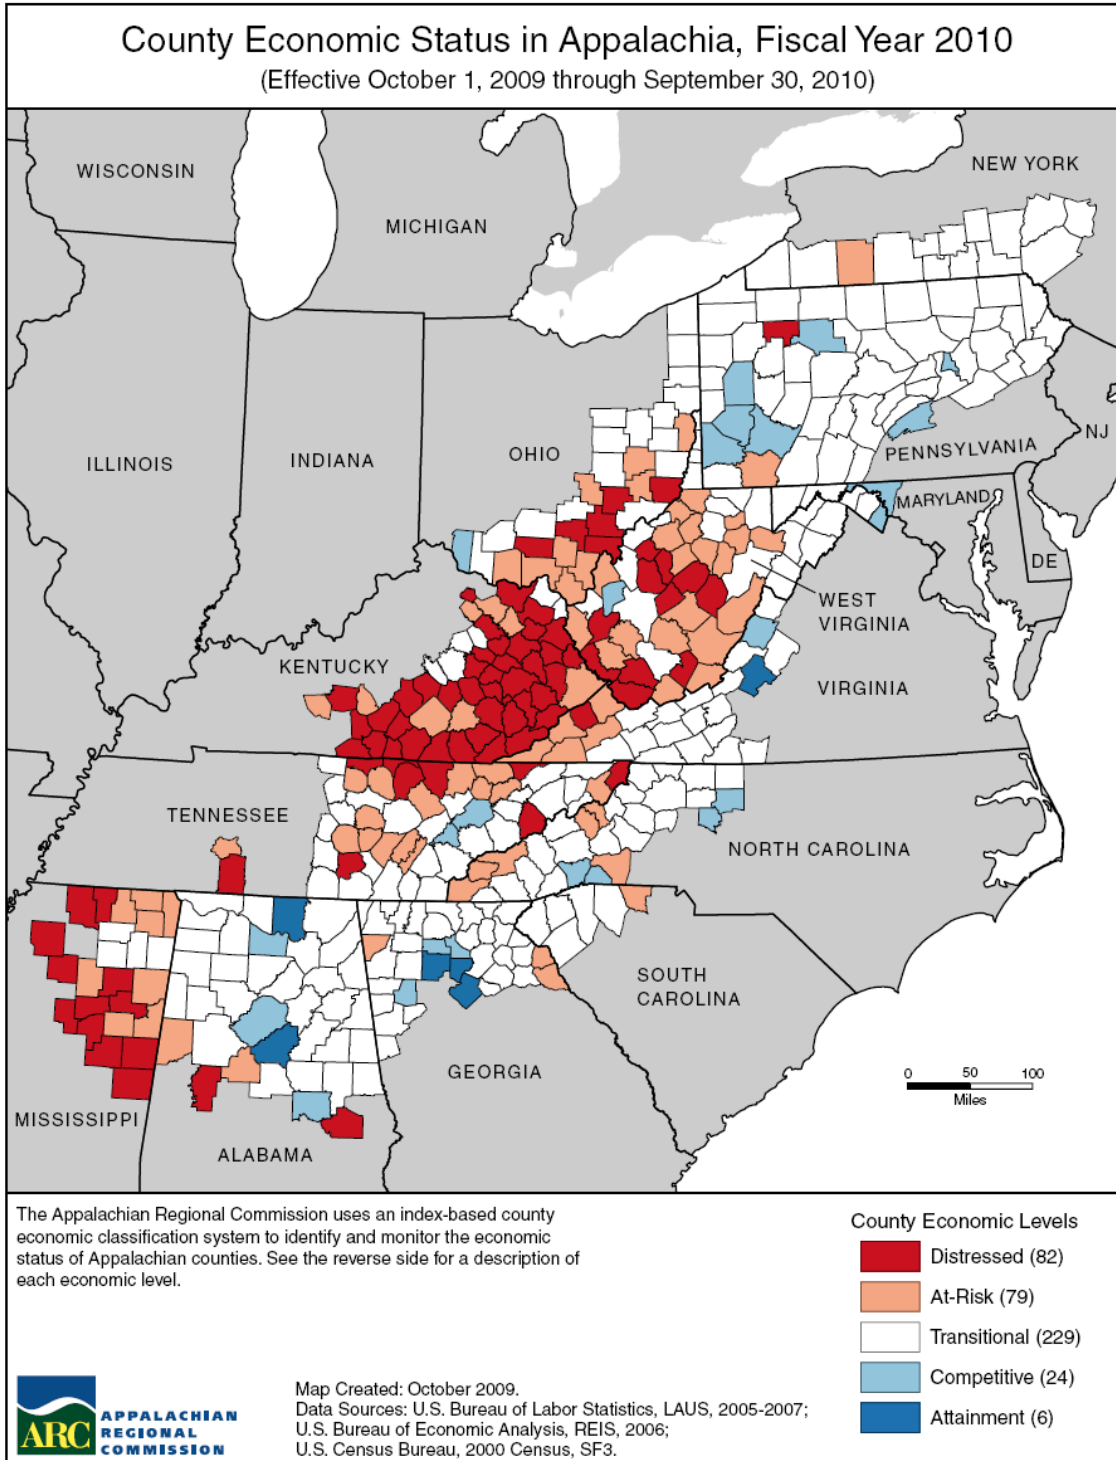 County Economic Status in Appalachia, Fiscal Year 2010
(Effective October 1, 2009 through September 30, 2010)
WISCONSIN
MICHIGAN
NEW YORK
ILLINOIS
INDIANA
OHIO
PENNSYLVANIA
NJ
MARYLAND
DE
WEST
VIRGINIA
KENTUCKY
VIRGINIA
TENNESSEE
NORTH CAROLINA
SOUTH
CAROLINA
GEORGIA
MISSISSIPPI
ALABAMA
0 50 100
Miles
The Appalachian Regional Commission uses an index-based county
economic classification system to identify and monitor the economic
status of Appalachian counties. See the reverse side for a description of
each economic level.
County Economic Levels
Distressed (82)
At-Risk (79)
Transitional (229)
Competitive (24)
Attainment (6)
ARC
APPALACHIAN
REGIONAL
COMMISSION
Map Created: October 2009.
Data Sources: U.S. Bureau of Labor Statistics, LAUS, 2005-2007;
U.S. Bureau of Economic Analysis, REIS, 2006;
U.S. Census Bureau, 2000 Census, SF3.